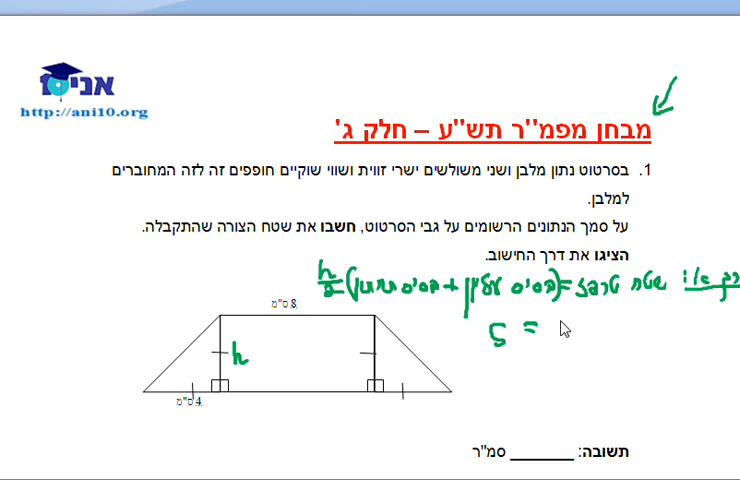 אני10
http://ani10.org
מבחן מפמ"ר תש"ע – חלק ג'
1. בסרטוט נתון מלבן ושני משולשים ישרי זווית ושווי שוקיים חופפים זה לזה המחוברים
למלבן.
על סמך הנתונים הרשומים על גבי הסרטוט, חשבו את שטח הצורה שהתקבלה.
הציגו את דרך החישוב.
דרך א': שטח טרפז = (בסיס עליון + בסיס תחתון) h/2
S =
8 ס"מ
h
4 ס"מ
תשובה: ________ סמ"ר